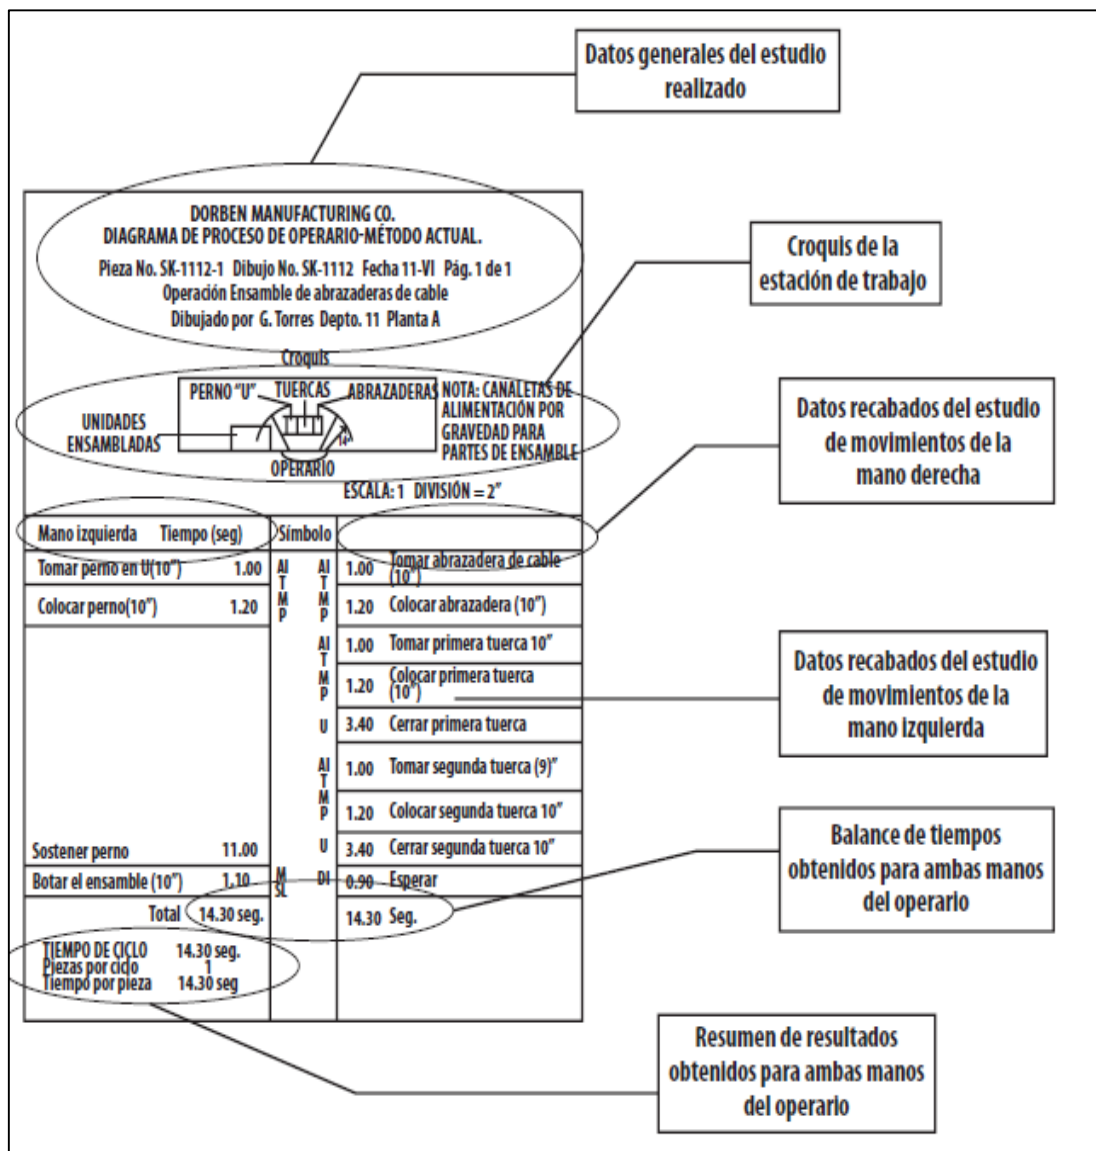 Datos generales del estudio
realizado
DORBEN MANUFACTURING CO.
DIAGRAMA DE PROCESO DE OPERARIO-MÉTODO ACTUAL.
Pieza No. SK-1112-1 Dibujo No. SK-1112 Fecha 11-VI Pág. 1 de 1
Operación Ensamble de abrazaderas de cable
Dibujado por G. Torres Depto. 11 Planta A
Croquis de la
estación de trabajo
Croquis
PERNO "U" TUERCAS ABRAZADERAS
NOTA: CANALETAS DE
ALIMENTACIÓN POR
GRAVEDAD PARA
PARTES DE ENSAMBLE
UNIDADES
ENSAMBLADAS
14"
OPERARIO
ESCALA: 1 DIVISIÓN = 2"
Datos recabados del estudio
de movimientos de la
mano derecha
Mano izquierda Tiempo (seg) Símbolo
Tomar perno en U(10") 1.00 AI T AI T 1.00 Tomar abrazadera de cable
(10")
Colocar perno(10") 1.20 M P M P 1.20 Colocar abrazadera (10")
AI T 1.00 Tomar primera tuerca 10"
M P 1.20 Colocar primera tuerca
(10")
U 3.40 Cerrar primera tuerca
AI T 1.00 Tomar segunda tuerca (9)"
M P 1.20 Colocar segunda tuerca 10"
Sostener perno 11.00 U 3.40 Cerrar segunda tuerca 10"
Botar el ensamble (10") 1.10 M SL DI 0.90 Esperar
Total 14.30 seg. 14.30 Seg.
TIEMPO DE CICLO 14.30 seg.
Piezas por ciclo 1
Tiempo por pieza 14.30 seg
Datos recabados del estudio
de movimientos de la
mano izquierda
Balance de tiempos
obtenidos para ambas manos
del operario
Resumen de resultados
obtenidos para ambas manos
del operario